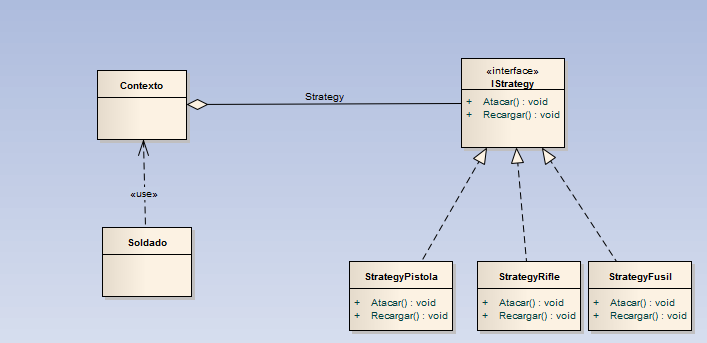 Contexto
Strategy
«interface»
IStrategy
+ Atacar() : void
+ Recargar() : void
«use»
Soldado
StrategyPistola
+ Atacar() : void
+ Recargar() : void
StrategyRifle
+ Atacar() : void
+ Recargar() : void
StrategyFusil
+ Atacar() : void
+ Recargar() : void